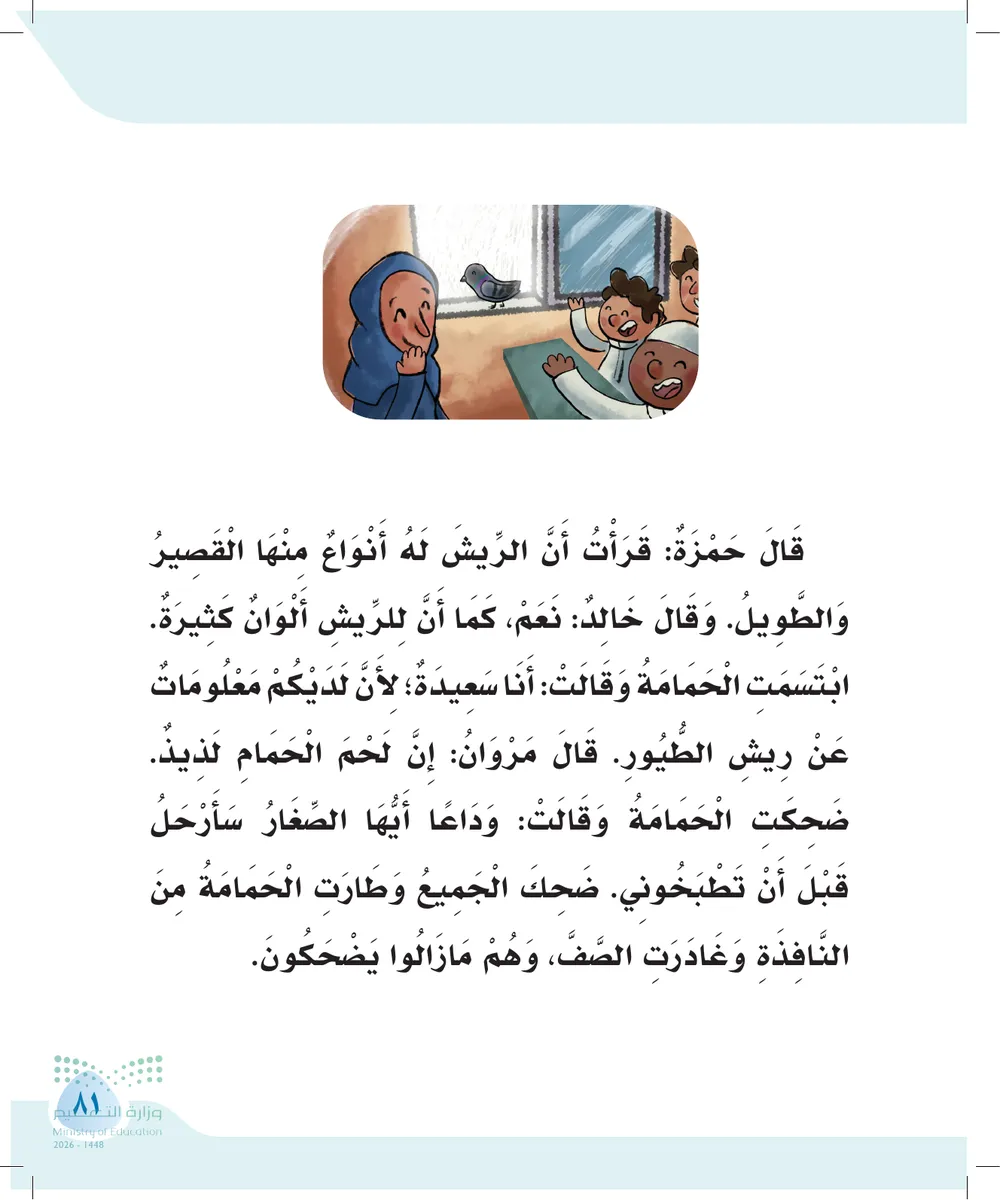 قَالَ حَمْزَةٌ: قَرَأْتُ أَنَّ الرِّيشَ لَهُ أَنْوَاعٌ مِنْهَا الْقَصِيرُ
وَالطَّوِيلُ. وَقَالَ خَالِدٌ: نَعَمْ، كَمَا أَنَّ لِلرِّيشِ أَلْوَانٌ كَثِيرَةٌ.
ابْتَسَمَتِ الْحَمَامَةُ وَقَالَتْ: أَنَا سَعِيدَةٌ؛ لِأَنَّ لَدَيْكُمْ مَعْلُومَاتٌ
عَنْ رِيشِ الطُّيُورِ. قَالَ مَرْوَانُ: إِنَّ لَحْمَ الْحَمَامِ لَذِيذٌ.
ضَحِكَتِ الْحَمَامَةُ وَقَالَتْ: وَدَاعًا أَيُّهَا الصِّغَارُ سَأَرْحَلُ
قَبْلَ أَنْ تَطْبَخُونِي. ضَحِكَ الْجَمِيعُ وَطَارَتِ الْحَمَامَةُ مِنَ
النَّافِذَةِ وَغَادَرَتِ الصَّفَّ، وَهُمْ مَازَالُوا يَضْحَكُونَ.
٨١
وزارة التعليم
Ministry of Education
2026 - 1448